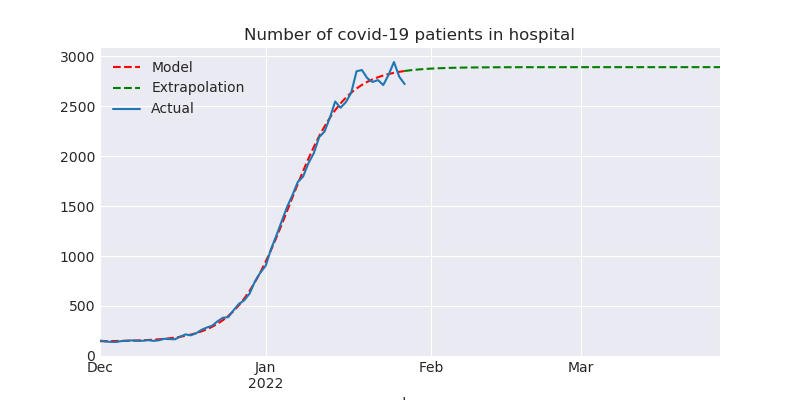 Number of covid-19 patients in hospital
3000
2500
2000
1500
1000
500
0
Model
Extrapolation
Actual
Dec
Jan
2022
Feb
Mar